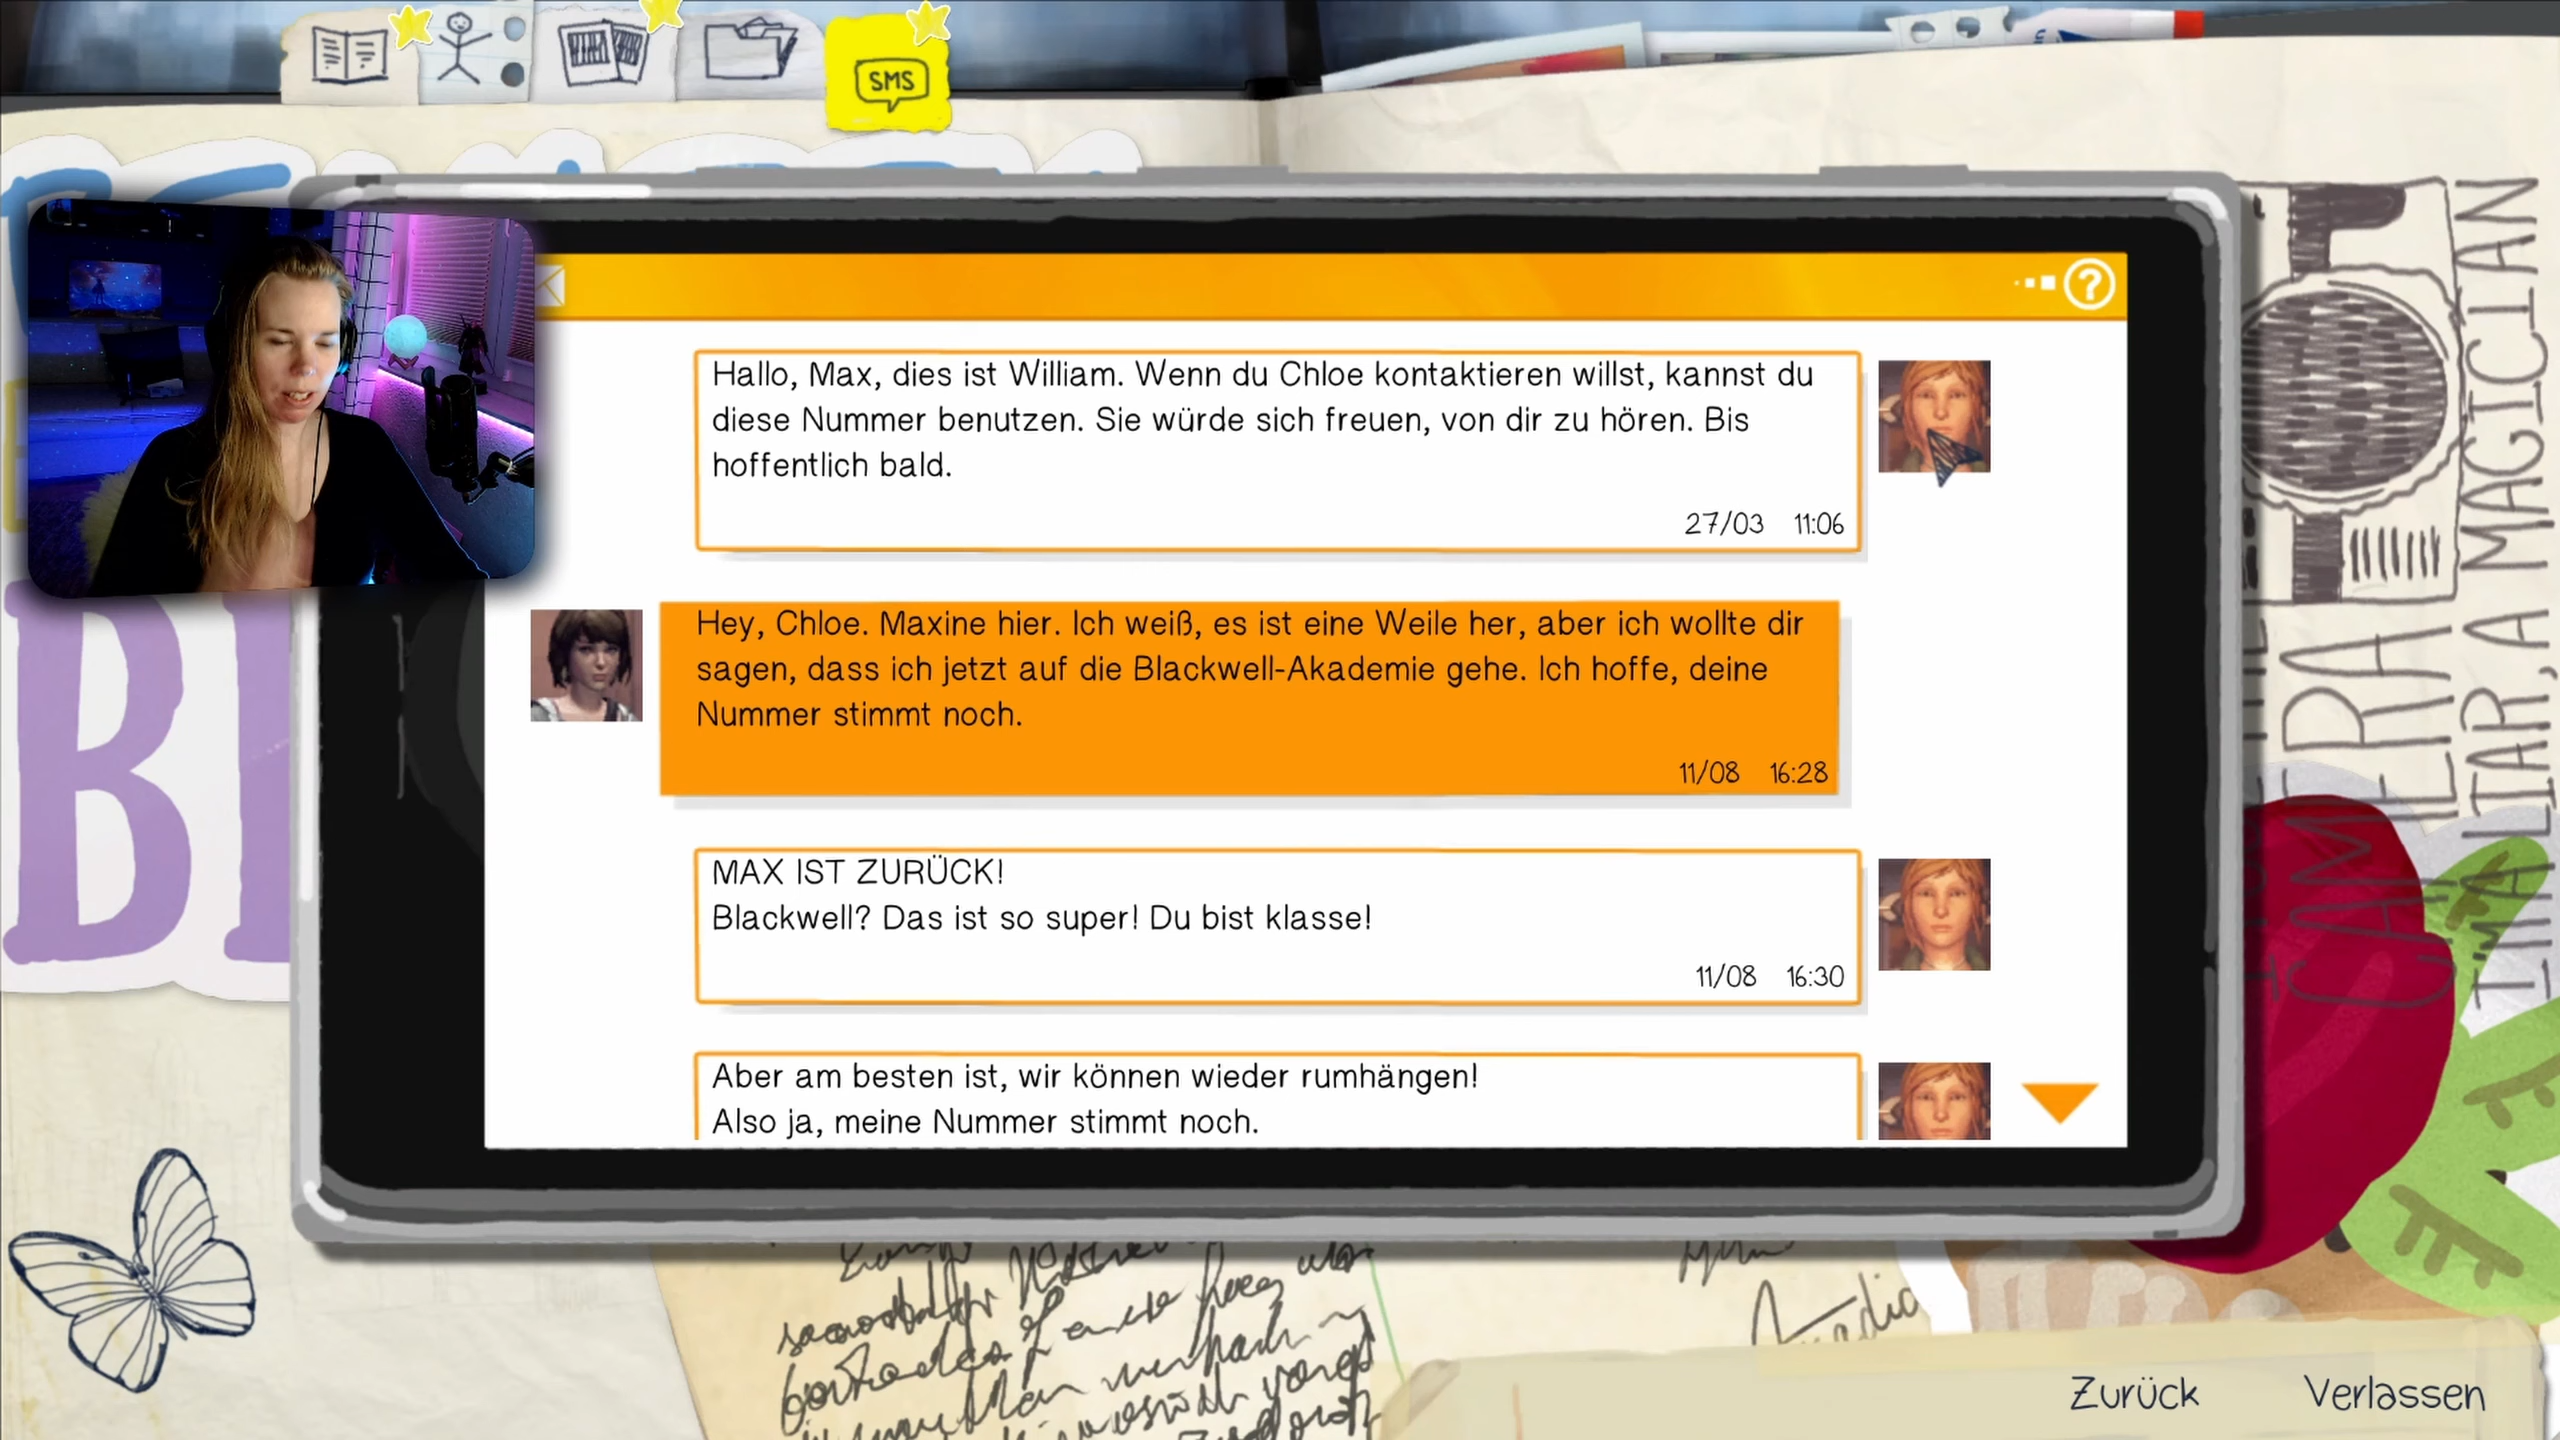 SMS
Hallo, Max, dies ist William. Wenn du Chloe kontaktieren willst, kannst du
diese Nummer benutzen. Sie würde sich freuen, von dir zu hören. Bis
hoffentlich bald.
27/03 11:06
Hey, Chloe. Maxine hier. Ich weiß, es ist eine Weile her, aber ich wollte dir
sagen, dass ich jetzt auf die Blackwell-Akademie gehe. Ich hoffe, deine
Nummer stimmt noch.
11/08 16:28
MAX IST ZURÜCK!
Blackwell? Das ist so super! Du bist klasse!
11/08 16:30
Aber am besten ist, wir können wieder rumhängen!
Also ja, meine Nummer stimmt noch.
CAMERA
LIAR, A MAGICIAN
Zurück
Verlassen